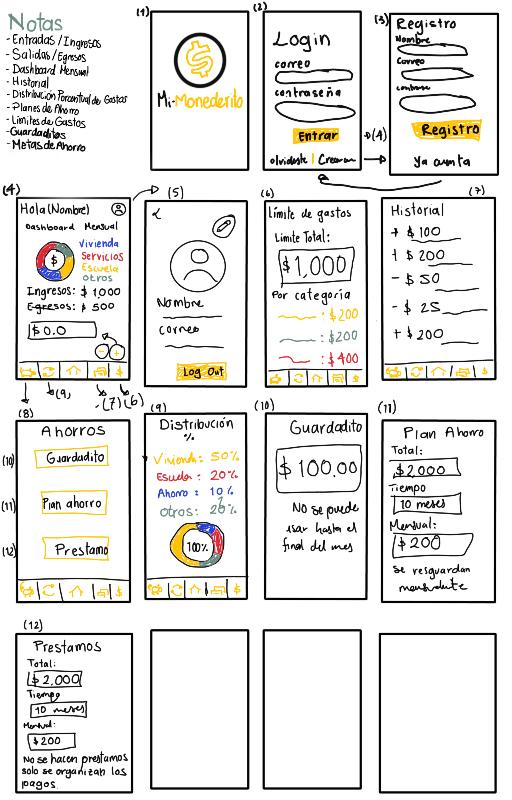 Notas
- Entradas / Ingresos
- Salidas / Egresos
- Dashboard Mensual
- Historial
- Distribución Porcentual de Gastos
- Planes de Ahorro
- Limites de Gastos
- Guardaditos
- Metas de Ahorro
(1)
$
Mi-Monederito
(2)
Login
correo
contraseña
Entrar
olvidaste | Crear
(4)
(3)
Registro
Nombre
Correo
Registro
Ya cuenta
(4)
Hola (Nombre)
Dashboard Mensual
$
Vivienda
Servicios
Escuela
otros
Ingresos: $ 1,000
Egresos: $ 500
$ 0.0
- +
$
(9)
(7) (6)
(5)
Nombre
Correo
Log Out
(6)
Límite de gastos
Limite Total:
$ 1,000
Por categoría
: $200
: $200
: $400
$
(7)
Historial
+ $ 100
+ $ 200
- $ 50
- $ 25
+ $ 200
$
(8)
Ahorros
(10)
Guardadito
(11)
Plan ahorro
(12)
Prestamo
$
(9)
Distribución
%
Vivienda: 50%
Escuela: 20%
Ahorro: 10%
otros: 20%
100%
$
(10)
Guardadito
$ 100.00
No se puede
usar hasta el
final del mes
(11)
Plan Ahorro
Total:
$2,000
Tiempo
10 meses
Mensual:
$ 200
se resguardan
(12)
Prestamos
Total:
$ 2,000
Tiempo
10 meses
Mensual:
$200
No se hacen prestamos
solo se organizan los
pagos.